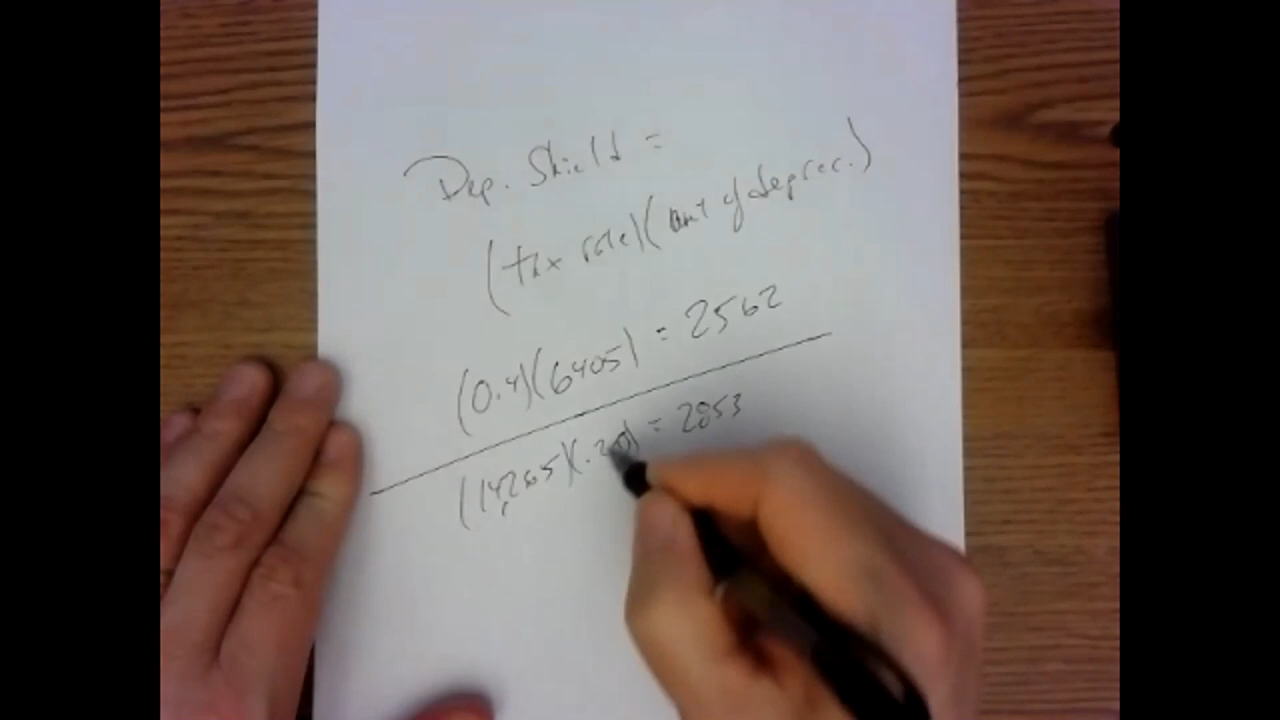 Dep. Shield =
(tax rate)(amt of deprec.)
(0.4)(6405) = 2562
(14,265)(.20) = 2853